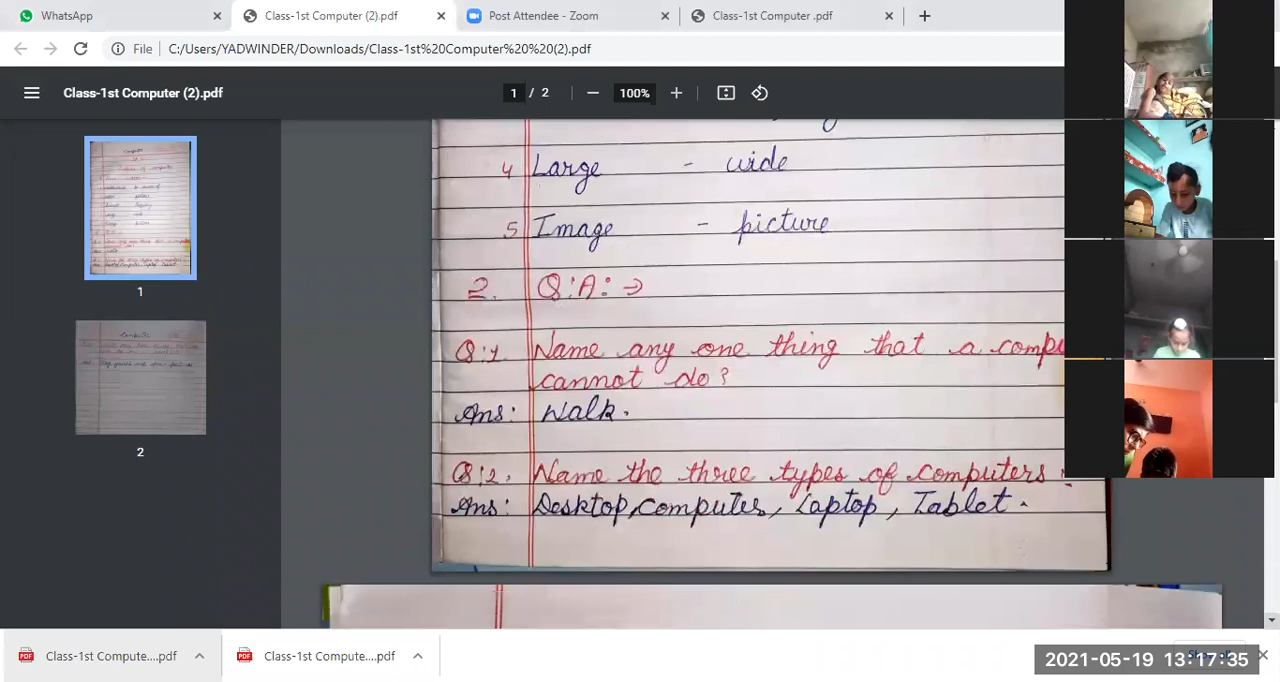 WhatsApp
Class-1st Computer (2).pdf
Post Attendee - Zoom
Class-1st Computer .pdf
File
C:/Users/YADWINDER/Downloads/Class-1st%20Computer%20%20(2).pdf
Class-1st Computer (2).pdf
1 / 2
100%
4 Large - wide
5 Image - picture
2. Q:A:⇒
Q:1. Name any one thing that a compu
cannot do?
Ans: Walk.
Q:2. Name the three types of computers
Ans: Desktop, computer, Laptop, Tablet.
1
2
Class-1st Compute....pdf
Class-1st Compute....pdf
Show all
2021-05-19 13:17:35